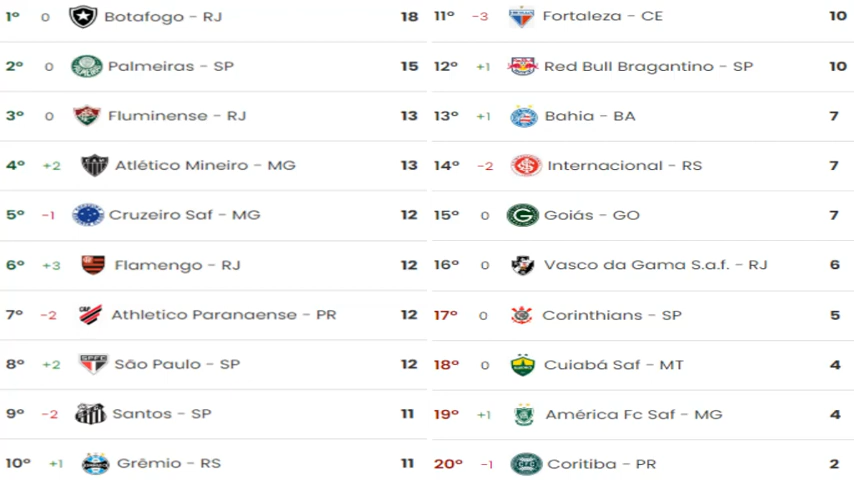 1º 0 Botafogo - RJ 18
2º 0 Palmeiras - SP 15
3º 0 Fluminense - RJ 13
4º +2 Atlético Mineiro - MG 13
5º -1 Cruzeiro Saf - MG 12
6º +3 Flamengo - RJ 12
7º -2 Athletico Paranaense - PR 12
8º +2 São Paulo - SP 12
9º -2 Santos - SP 11
10º +1 Grêmio - RS 11
11º -3 Fortaleza - CE 10
12º +1 Red Bull Bragantino - SP 10
13º +1 Bahia - BA 7
14º -2 Internacional - RS 7
15º 0 Goiás - GO 7
16º 0 Vasco da Gama S.a.f. - RJ 6
17º 0 Corinthians - SP 5
18º 0 Cuiabá Saf - MT 4
19º +1 América Fc Saf - MG 4
20º -1 Coritiba - PR 2